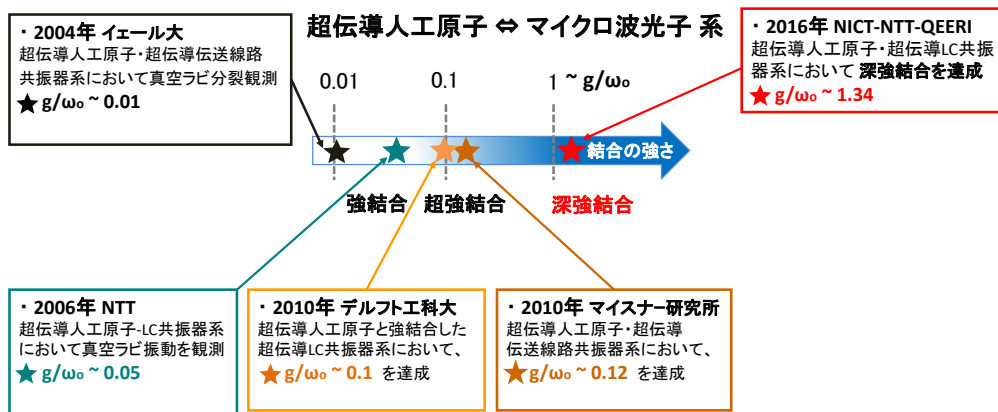 超伝導人工原子 ⇔ マイクロ波光子 系
・2004年 イェール大
超伝導人工原子・超伝導伝送線路
共振器系において真空ラビ分裂観測
★ g/ω₀ ~ 0.01
・2016年 NICT-NTT-QEERI
超伝導人工原子・超伝導LC共振
器系において 深強結合を達成
★ g/ω₀ ~ 1.34
0.01 0.1 1 ~ g/ω₀
結合の強さ
強結合 超強結合 深強結合
・2006年 NTT
超伝導人工原子-LC共振器系
において真空ラビ振動を観測
★ g/ω₀ ~ 0.05
・2010年 デルフト工科大
超伝導人工原子と強結合した
超伝導LC共振器系において、
★ g/ω₀ ~ 0.1 を達成
・2010年 マイスナー研究所
超伝導人工原子・超伝導
伝送線路共振器系において、
★g/ω₀ ~ 0.12 を達成